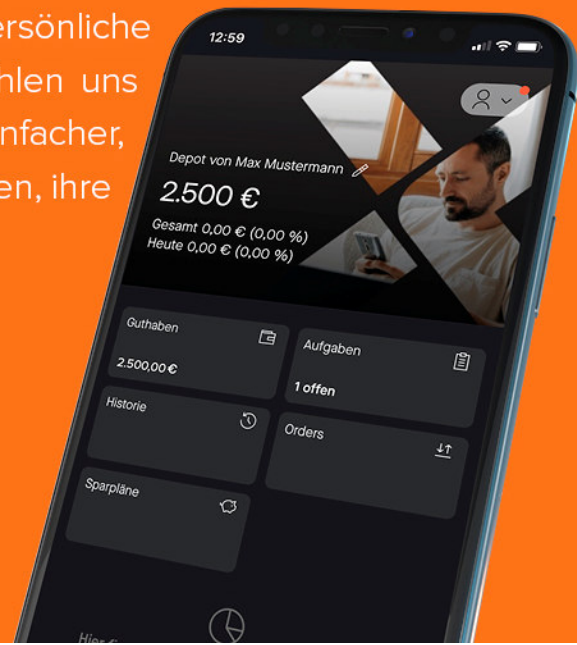 ersönliche
hlen uns
nfacher,
en, ihre
12:59
Depot von Max Mustermann
2.500 €
Gesamt 0,00 € (0,00 %)
Heute 0,00 € (0,00 %)
Guthaben
2.500,00 €
Aufgaben
1 offen
Historie
Orders
Sparpläne
Hier